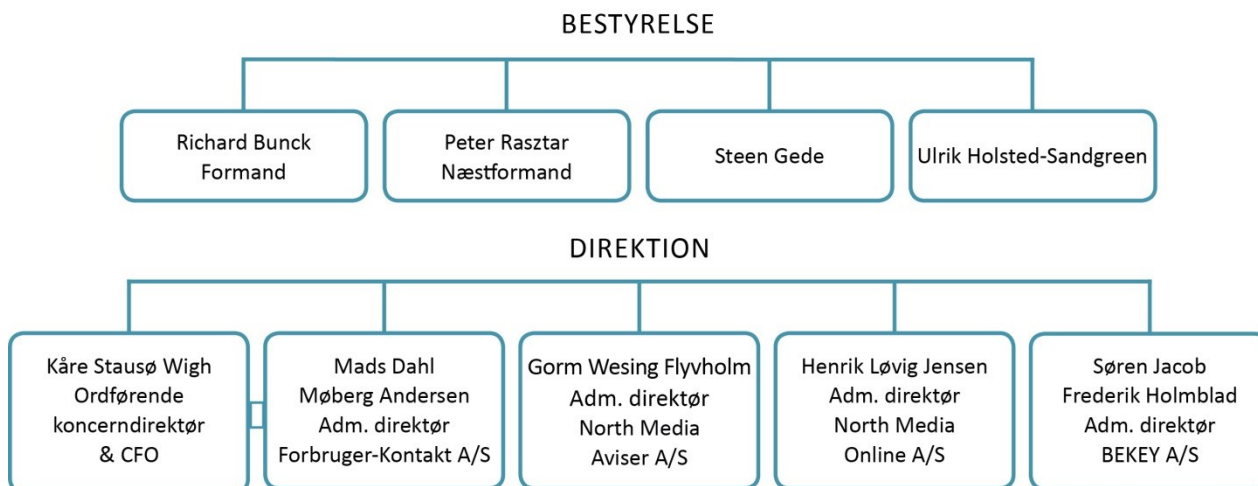 BESTYRELSE
Richard Bunck
Formand
Peter Rasztar
Næstformand
Steen Gede
Ulrik Holsted-Sandgreen
DIREKTION
Kåre Stausø Wigh
Ordførende
koncerndirektør
& CFO
Mads Dahl
Møberg Andersen
Adm. direktør
Forbruger-Kontakt A/S
Gorm Wesing Flyvholm
Adm. direktør
North Media
Aviser A/S
Henrik Løvig Jensen
Adm. direktør
North Media
Online A/S
Søren Jacob
Frederik Holmblad
Adm. direktør
BEKEY A/S